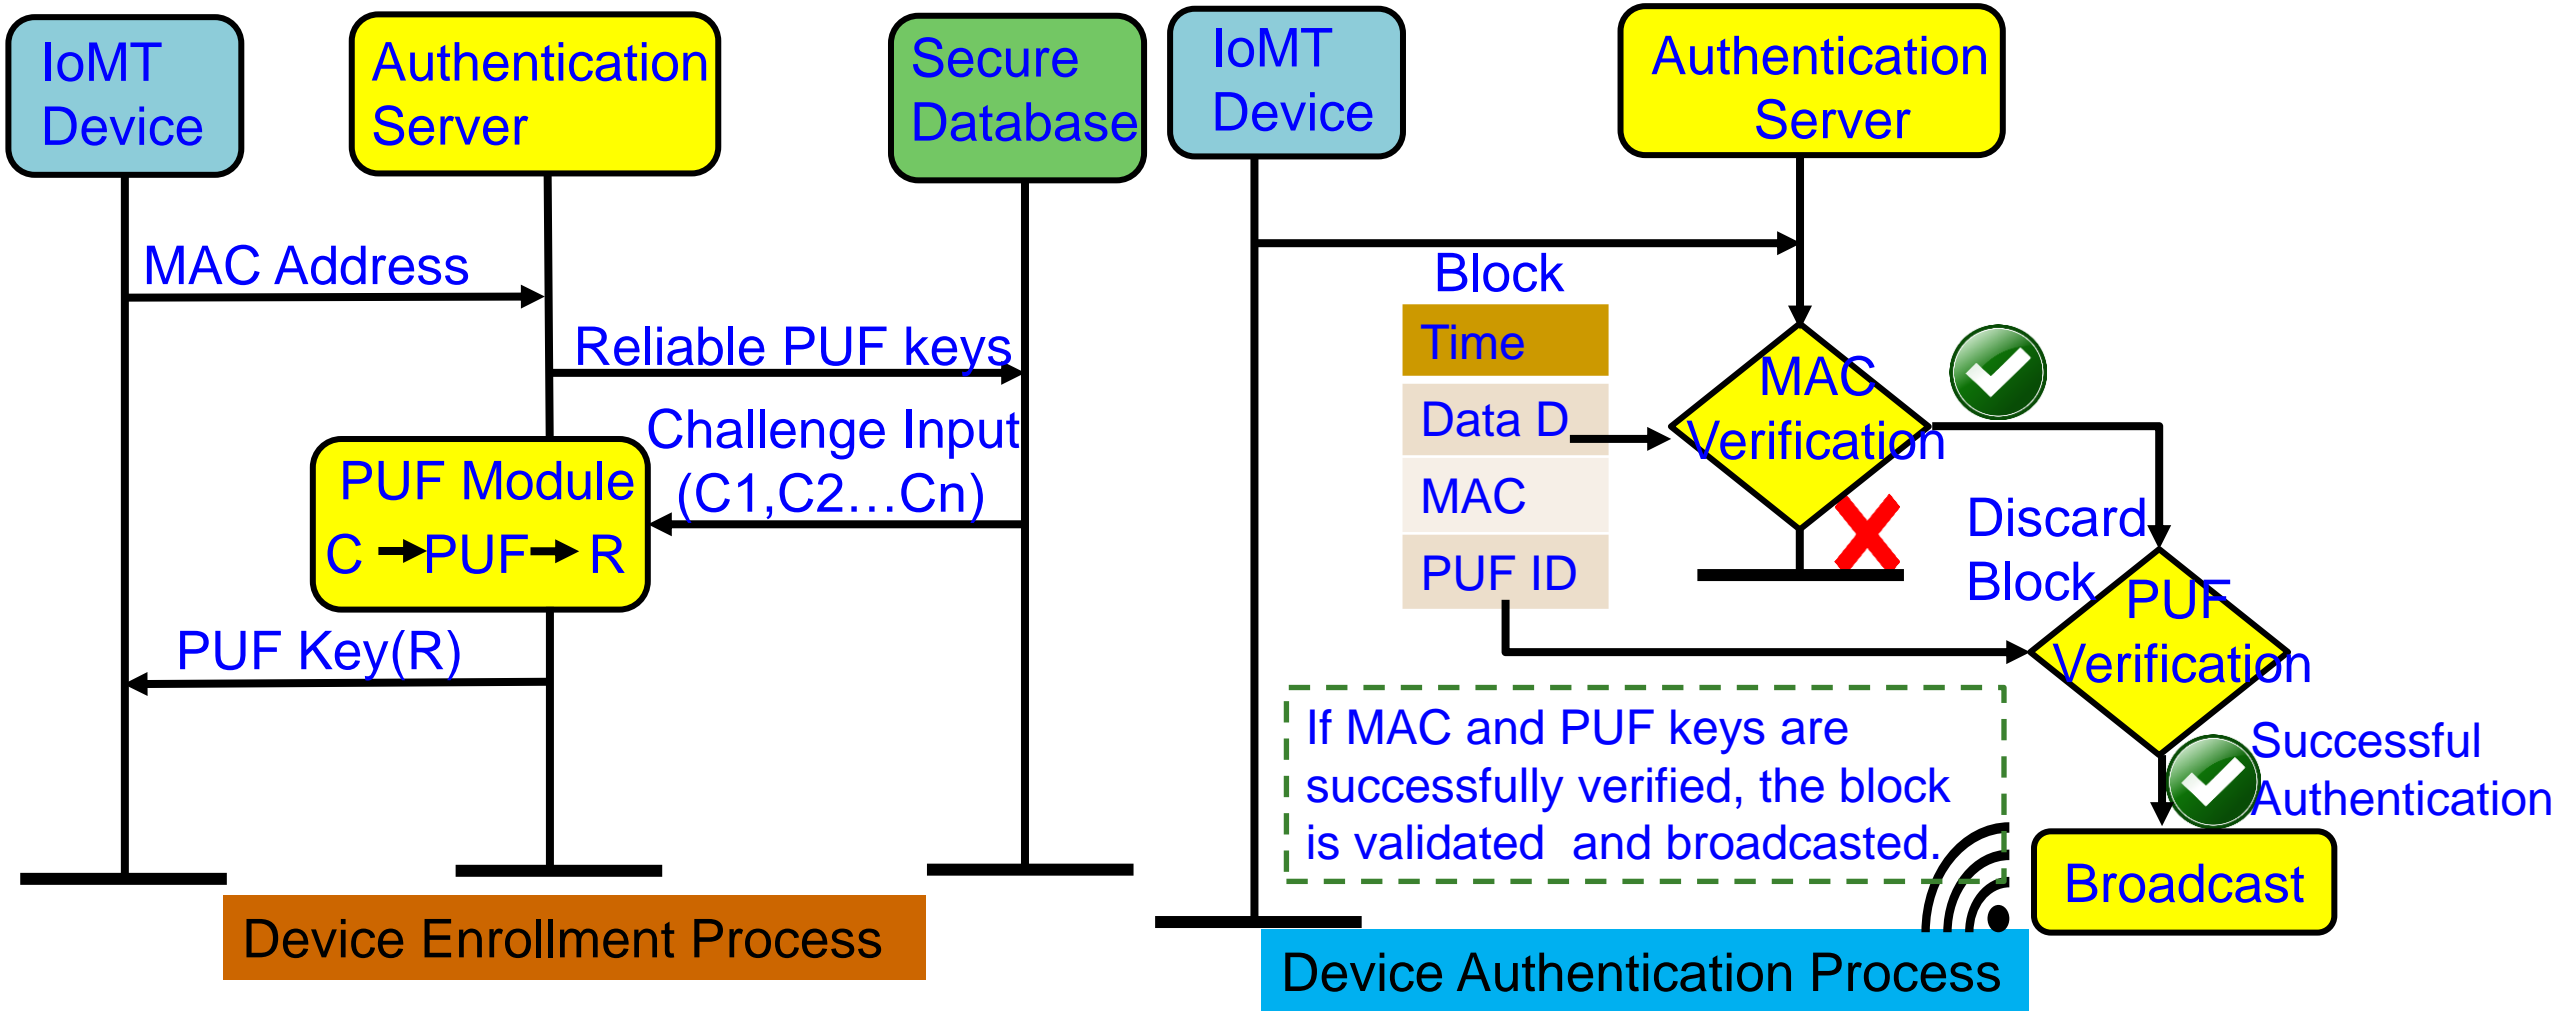 IoMT
Device
Authentication
Server
Secure
Database
MAC Address
Reliable PUF keys
Challenge Input
(C1,C2...Cn)
PUF Module
C PUF R
PUF Key(R)
Device Enrollment Process
IoMT
Device
Authentication
Server
Block
Time
Data D
MAC
PUF ID
MAC
Verification
Discard
Block
PUF
Verification
If MAC and PUF keys are
successfully verified, the block
is validated and broadcasted.
Successful
Authentication
Broadcast
Device Authentication Process